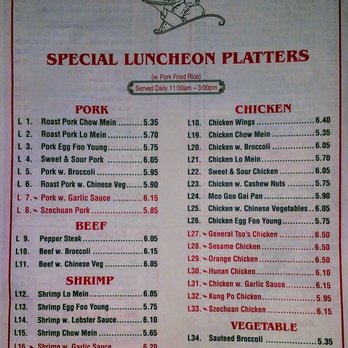 SPECIAL LUNCHEON PLATTERS
(w. Pork Fried Rice)
Served Daily 11:00am – 3:00pm
PORK
L 1. Roast Pork Chow Mein ........ 5.35
L 2. Roast Pork Lo Mein ........ 5.70
L 3. Pork Egg Foo Young ........ 5.75
L 4. Sweet & Sour Pork ........ 6.05
L 5. Pork w. Broccoli ........ 5.95
L 6. Roast Pork w. Chinese Veg ..5.90
L 7. Pork w. Garlic Sauce ........ 6.15
L 8. Szechuan Pork ........ 5.85
BEEF
L 9. Pepper Steak ........ 6.05
L10. Beef w. Broccoli ........ 6.15
L11. Beef w. Chinese Veg ........ 6.05
SHRIMP
L12. Shrimp Lo Mein ........ 6.05
L13. Shrimp Egg Foo Young ........ 5.75
L14. Shrimp w. Lobster Sauce ..... 6.10
L15. Shrimp Chow Mein ........ 5.65
L16. Shrimp w. Garlic Sauce ...... 6.20
CHICKEN
L18. Chicken Wings ........ 6.40
L19. Chicken Chow Mein ........ 5.35
L20. Chicken w. Broccoli ........ 6.05
L21. Chicken Lo Mein ........ 5.70
L22. Sweet & Sour Chicken ........ 6.05
L23. Chicken w. Cashew Nuts ...... 5.75
L24. Moo Goo Gai Pan ........ 5.90
L25. Chicken w. Chinese Vegetables . 6.05
L26. Chicken Egg Foo Young ........ 5.75
L27. General Tso's Chicken ........ 6.50
L28. Sesame Chicken ........ 6.50
L29. Orange Chicken ........ 6.50
L30. Hunan Chicken ........ 6.10
L31. Chicken w. Garlic Sauce ........ 6.15
L32. Kung Po Chicken ........ 5.95
L33. Szechuan Chicken ........ 6.15
VEGETABLE
L34. Sauteed Broccoli ........ 5.35